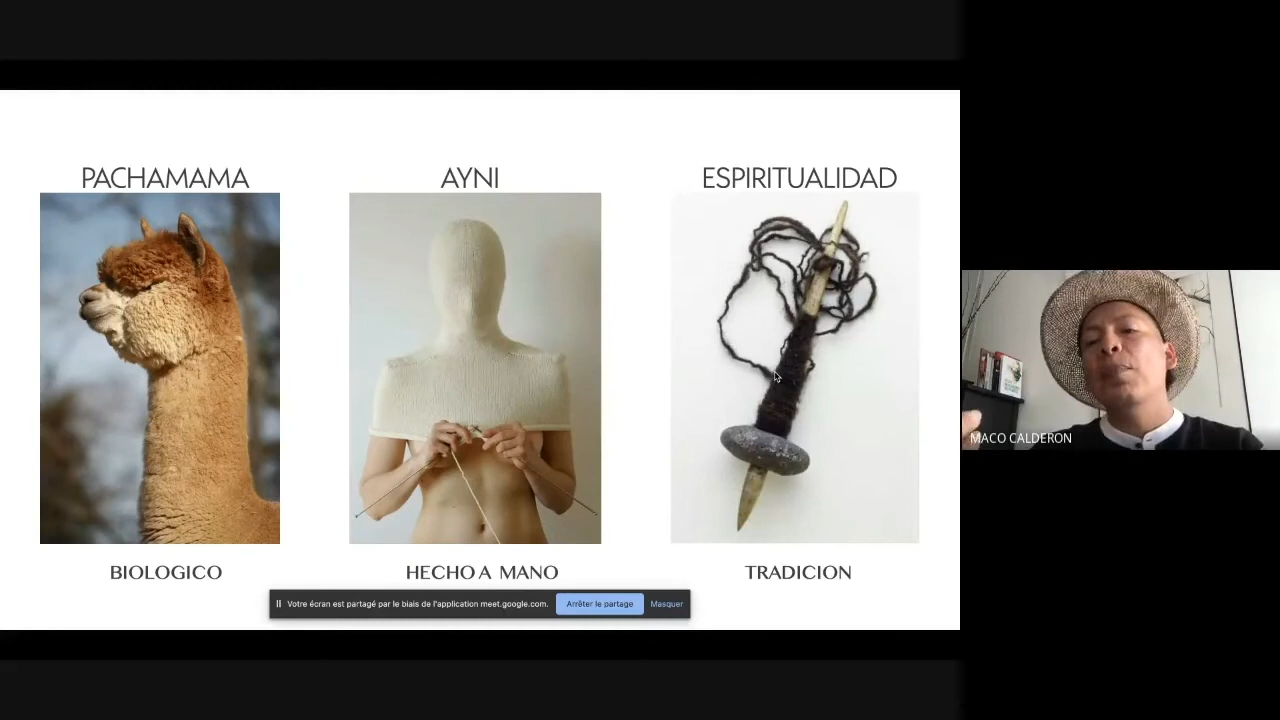 PACHAMAMA
AYNI
ESPIRITUALIDAD
BIOLOGICO
HECHO A MANO
TRADICION
Votre écran est partagé par le biais de l'application meet.google.com.
Arrêter le partage
Masquer
MACO CALDERON